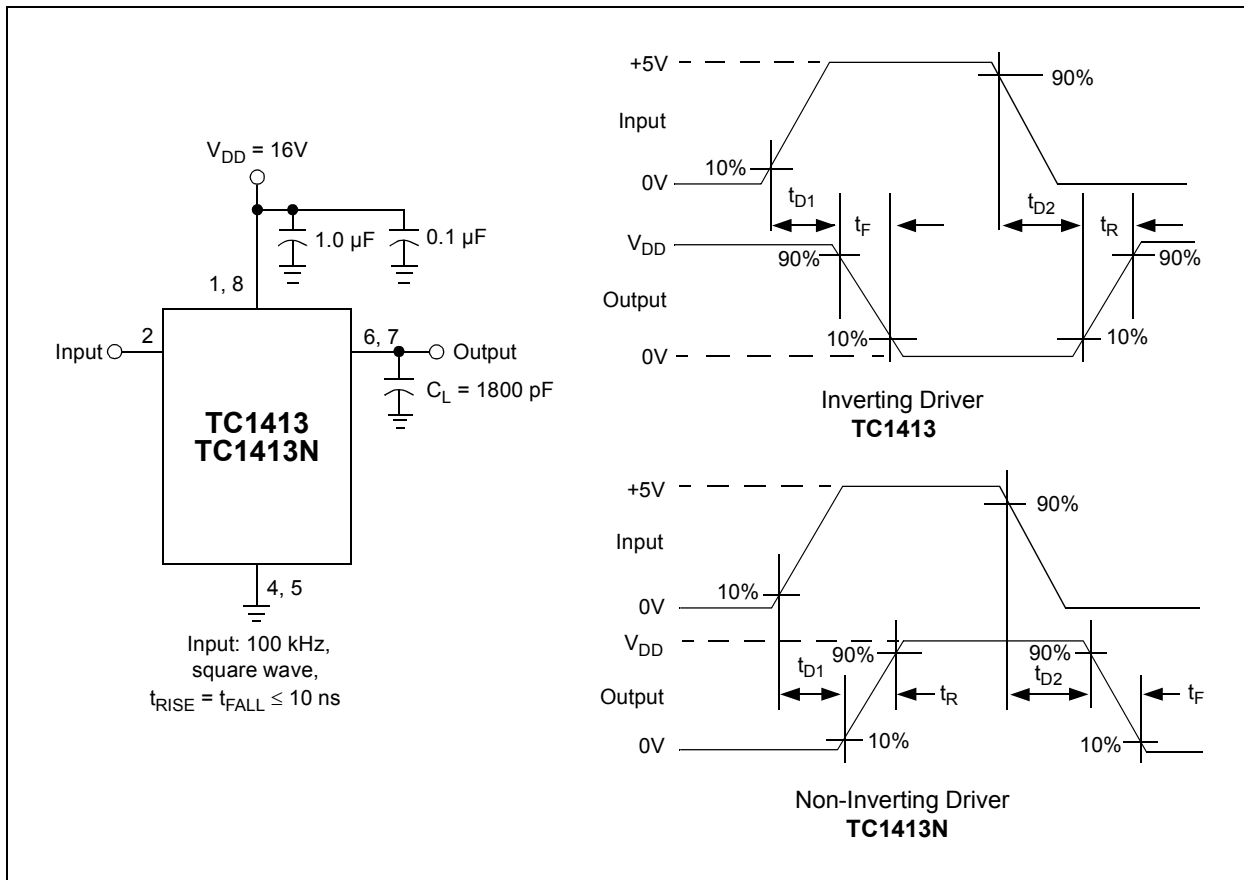 V_DD = 16V
1.0 µF
0.1 µF
1, 8
Input
2
6, 7
Output
C_L = 1800 pF
TC1413
TC1413N
4, 5
Input: 100 kHz,
square wave,
t_RISE = t_FALL ≤ 10 ns
+5V
90%
Input
10%
0V
t_D1
t_F
t_D2
t_R
V_DD
90%
90%
Output
10%
10%
0V
Inverting Driver
TC1413
+5V
90%
Input
10%
0V
V_DD
t_D1
90%
90%
t_R
t_D2
t_F
Output
10%
10%
0V
Non-Inverting Driver
TC1413N